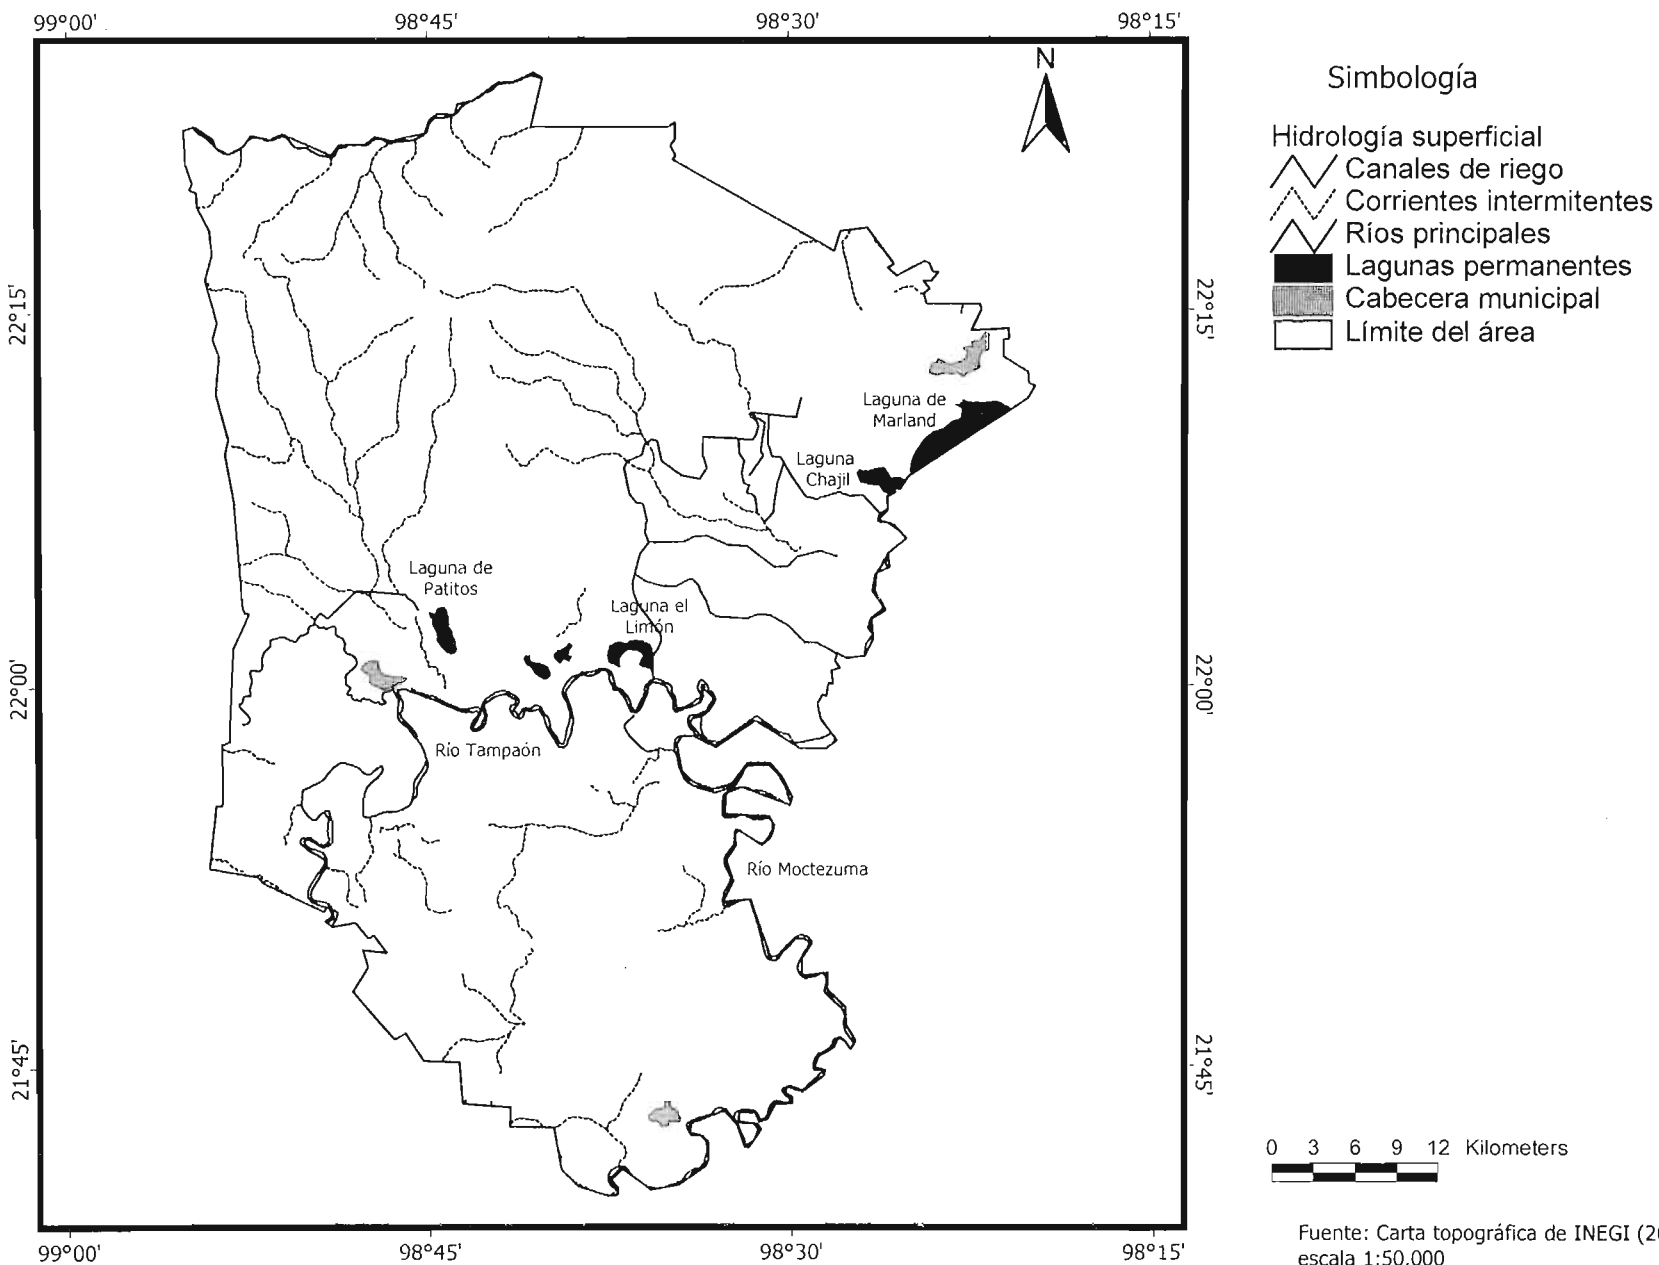 99°00'
98°45'
98°30'
98°15'
N
Simbología
Hidrología superficial
Canales de riego
Corrientes intermitentes
Ríos principales
Lagunas permanentes
Cabecera municipal
Límite del área
22°15'
22°15'
Laguna de
Marland
Laguna
Chajil
Laguna de
Patitos
Laguna el
Limón
22°00'
22°00'
Río Tampaón
Río Moctezuma
21°45'
21°45'
0 3 6 9 12 Kilometers
99°00'
98°45'
98°30'
98°15'
Fuente: Carta topográfica de INEGI
escala 1:50,000